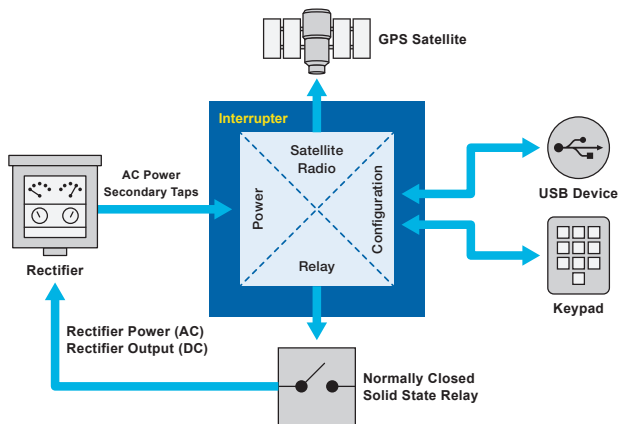 GPS Satellite
Interrupter
Satellite
Radio
AC Power
Secondary Taps
Power
Configuration
Relay
USB Device
Rectifier
Keypad
Rectifier Power (AC)
Rectifier Output (DC)
Normally Closed
Solid State Relay